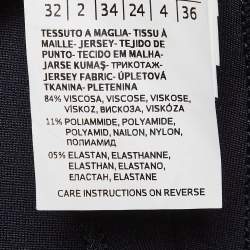 32 2 34 24 4 36
TESSUTO A MAGLIA- TISSU À
MAILLE- JERSEY- TEJIDO DE
PUNTO- TECIDO EM MALHA-
JARSE KUMAŞ- ТРИКОТАЖ-
JERSEY FABRIC- ÚPLETOVÁ
TKANINA- PLETENINA
84% VISCOSA, VISCOSE, VISKOSE,
VISKOZ, ВИСКОЗА, VISKÓZA
11% POLIAMMIDE, POLYAMIDE,
POLYAMID, NAILON, NYLON,
ПОЛИАМИД
05% ELASTAN, ELASTHANNE,
ELASTHAN, ELASTANO,
ЕЛАСТАН, ELASTANE
CARE INSTRUCTIONS ON REVERSE